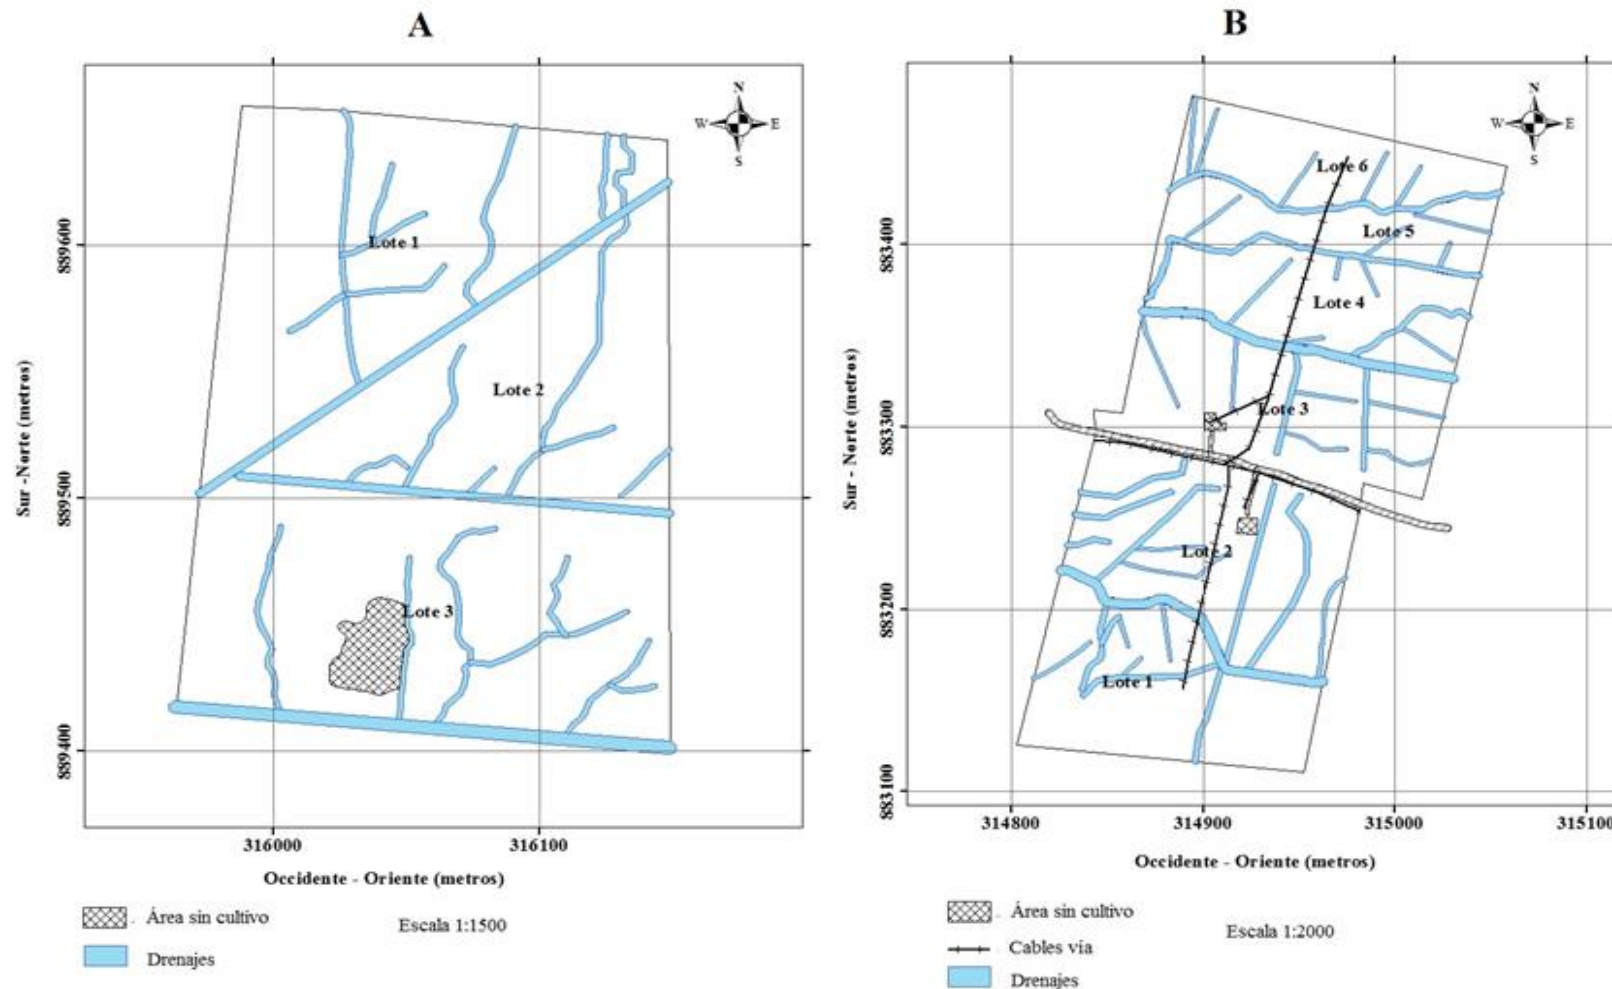 A
N
W E
S
Lote 1
Lote 2
Lote 3
889600
889500
889400
Sur -Norte (metros)
316000 316100
Occidente - Oriente (metros)
Área sin cultivo
Escala 1:1500
Drenajes
B
N
W E
S
Lote 6
Lote 5
Lote 4
Lote 3
Lote 2
Lote 1
883400
883300
883200
883100
Sur - Norte (metros)
314800 314900 315000 315100
Occidente - Oriente (metros)
Área sin cultivo
Escala 1:2000
Cables vía
Drenajes